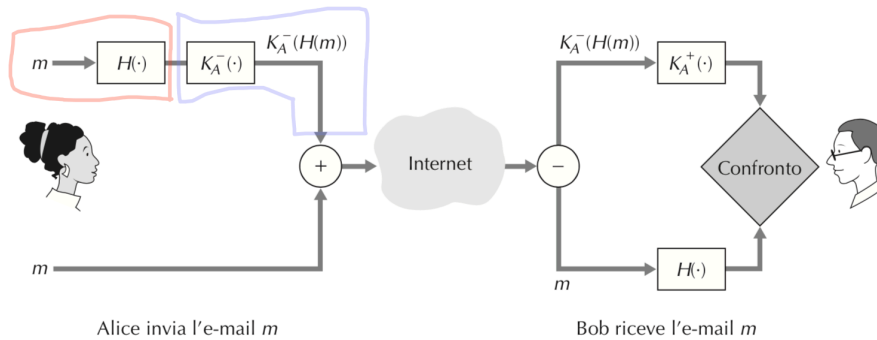 K_A^-(H(m))
m
H(·)
K_A^-(·)
+
m
Alice invia l'e-mail m
Internet
−
K_A^-(H(m))
K_A^+(·)
Confronto
m
H(·)
Bob riceve l'e-mail m